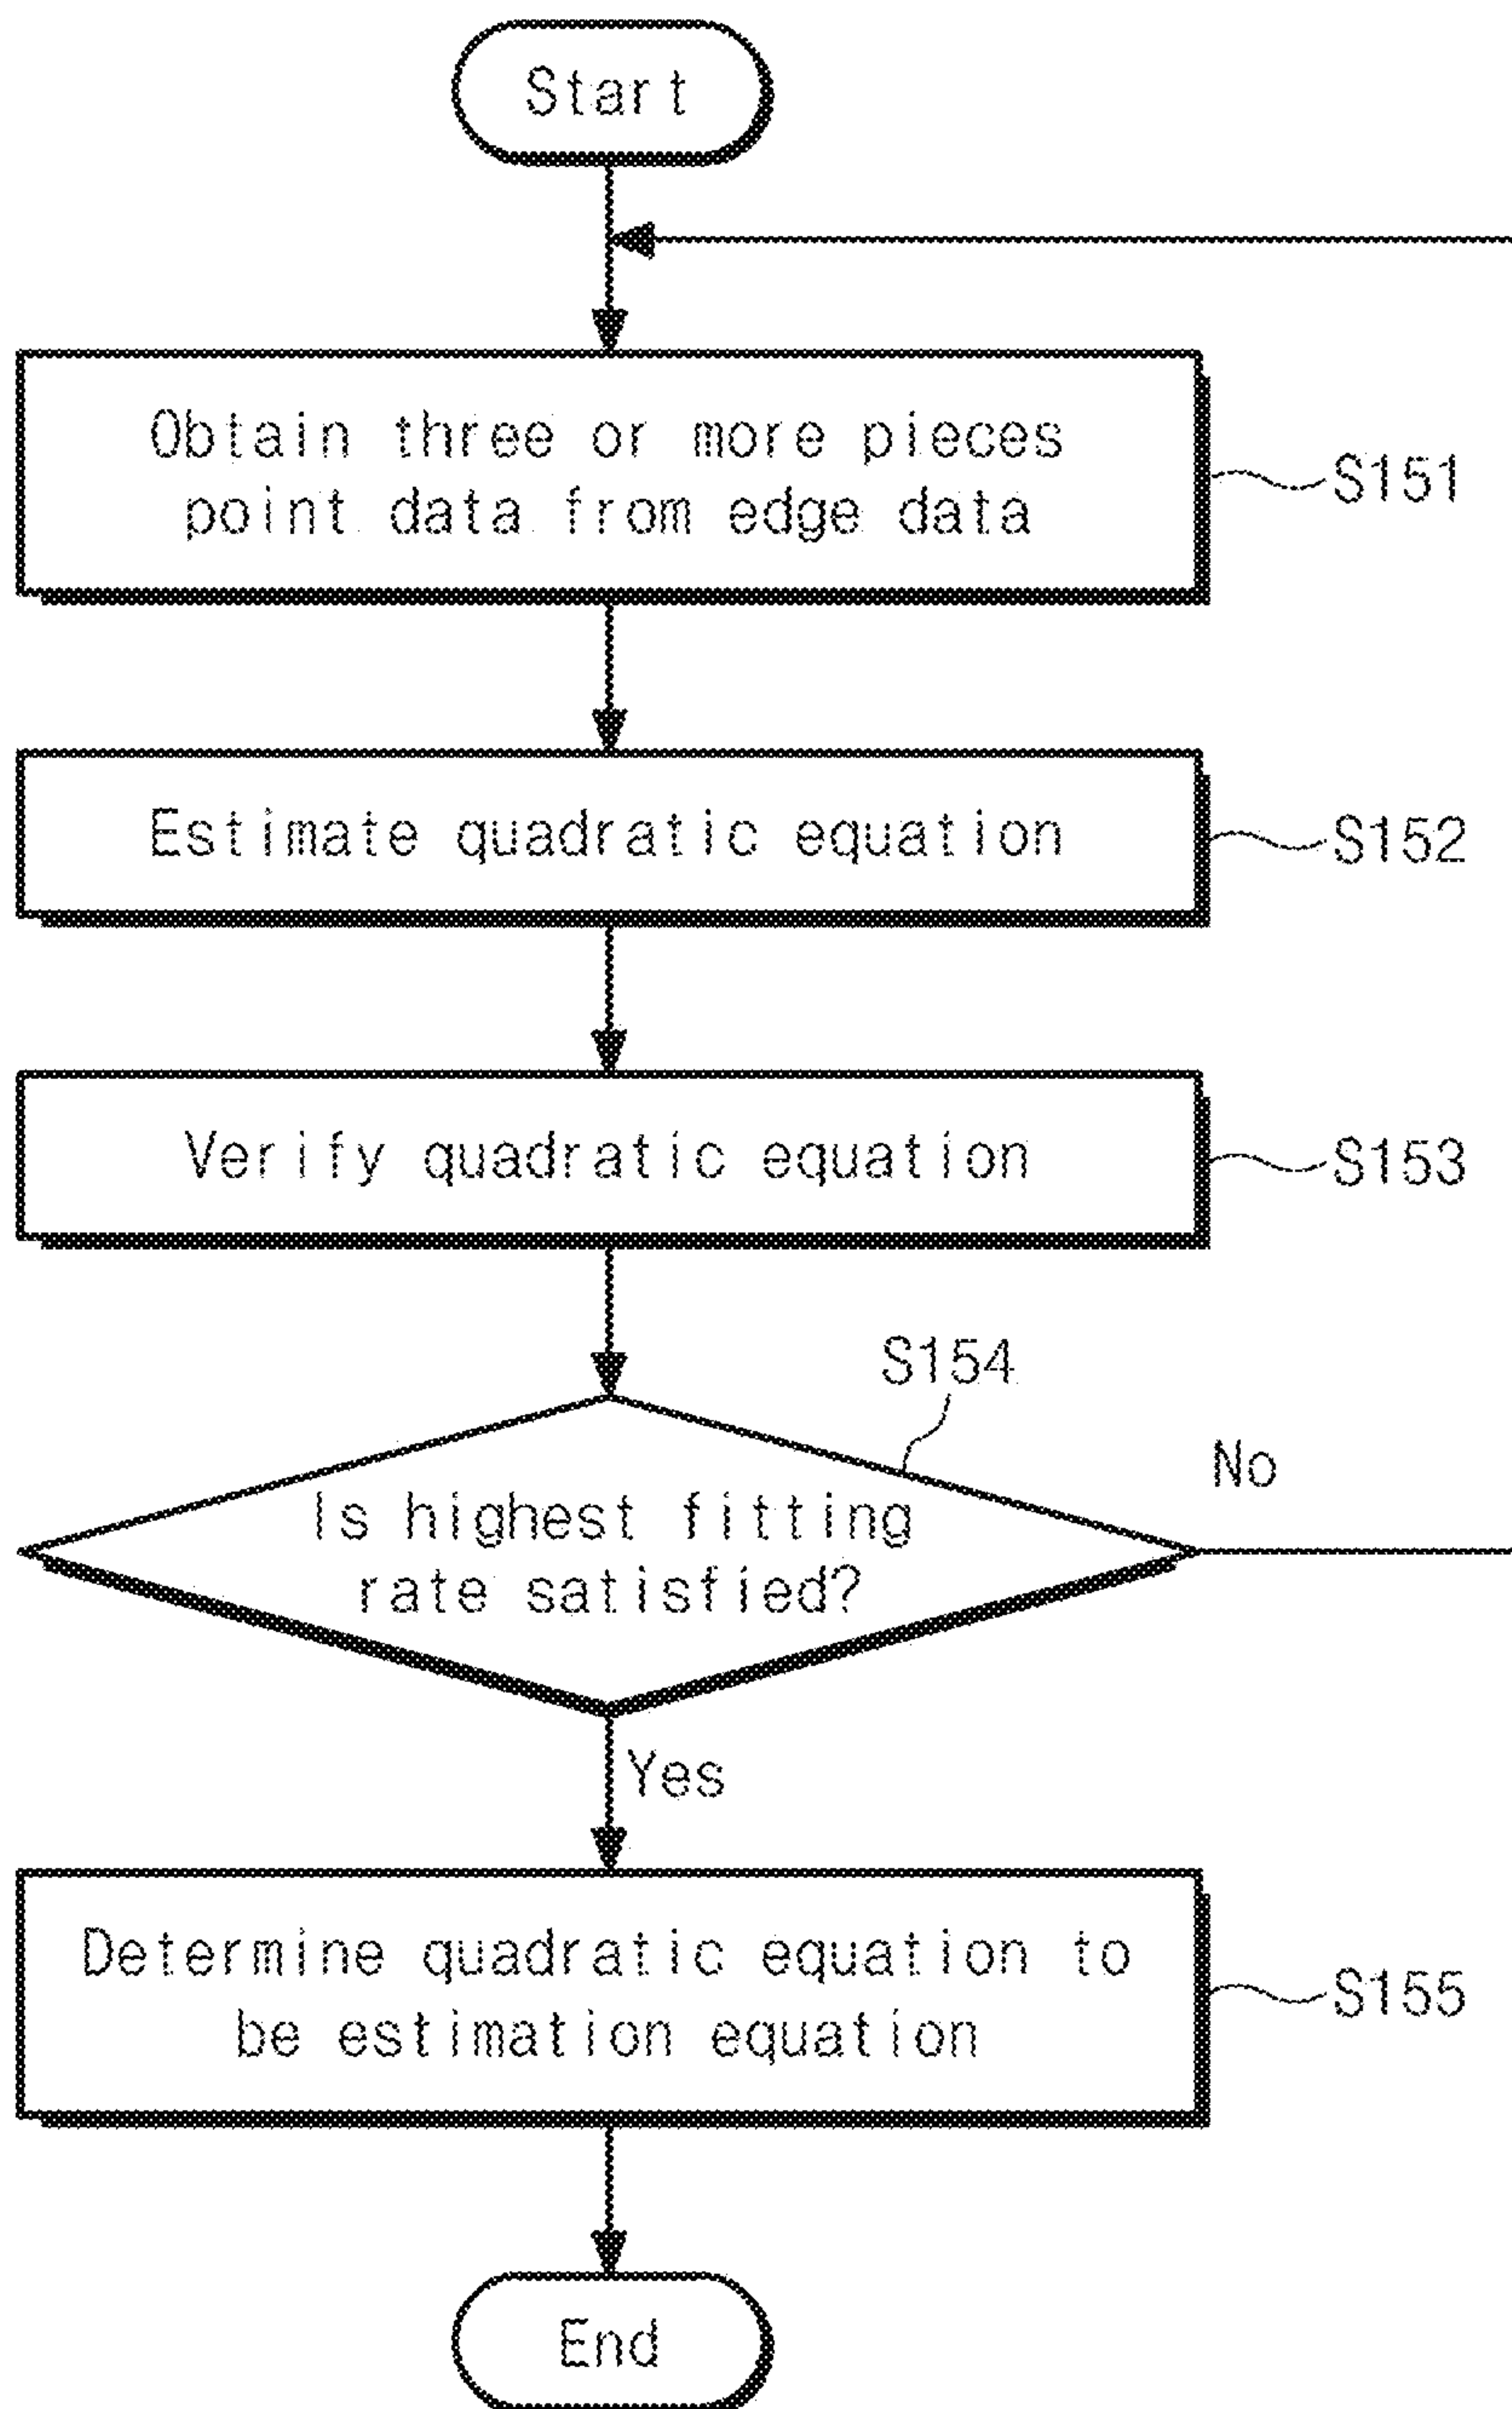 Start
Obtain three or more pieces
point data from edge data
S151
Estimate quadratic equation
S152
Verify quadratic equation
S153
S154
Is highest fitting
rate satisfied?
No
Yes
Determine quadratic equation to
be estimation equation
S155
End